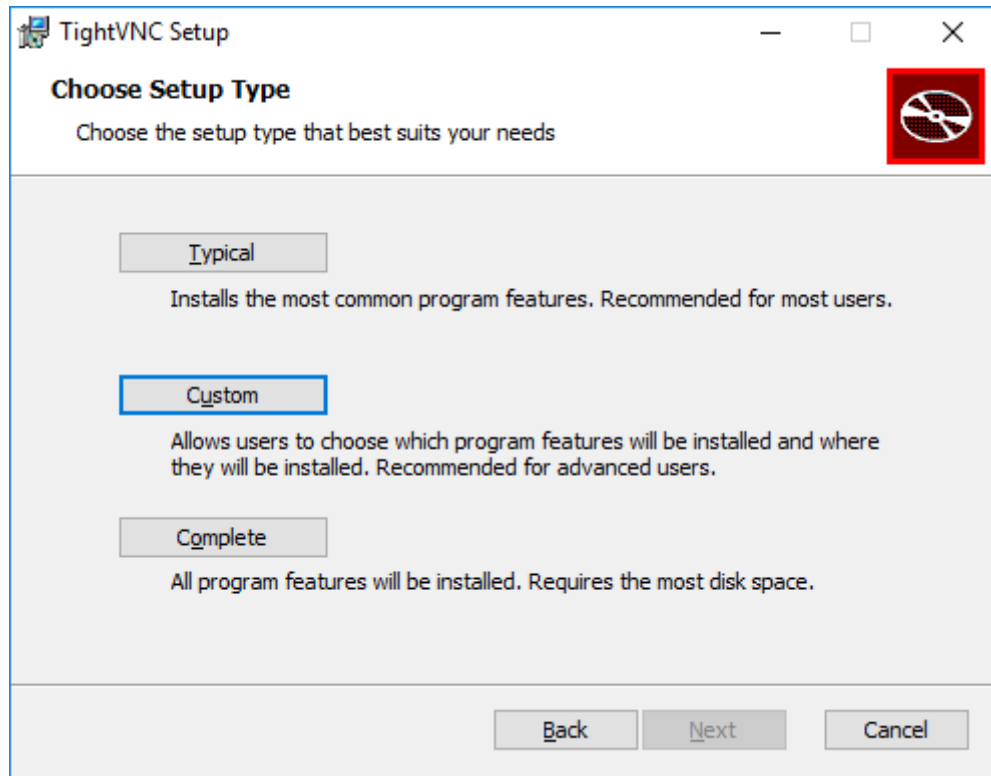 TightVNC Setup
Choose Setup Type
Choose the setup type that best suits your needs
Typical
Installs the most common program features. Recommended for most users.
Custom
Allows users to choose which program features will be installed and where
they will be installed. Recommended for advanced users.
Complete
All program features will be installed. Requires the most disk space.
Back Next Cancel